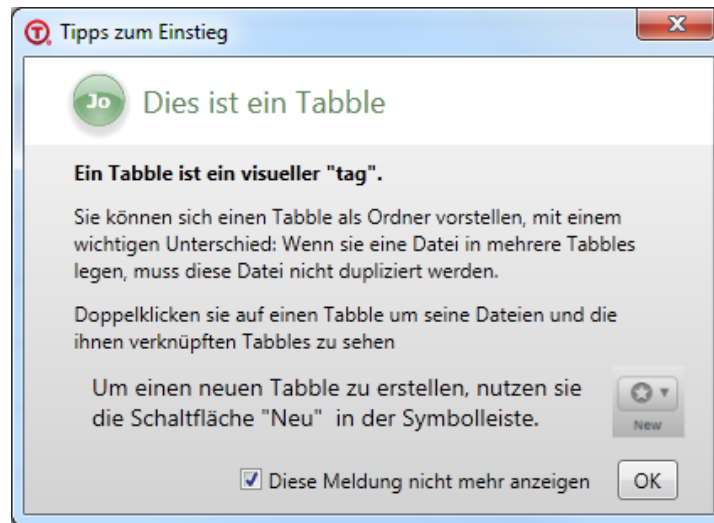 Tipps zum Einstieg
Jo
Dies ist ein Tabble
Ein Tabble ist ein visueller "tag".
Sie können sich einen Tabble als Ordner vorstellen, mit einem
wichtigen Unterschied: Wenn sie eine Datei in mehrere Tabbles
legen, muss diese Datei nicht dupliziert werden.
Doppelklicken sie auf einen Tabble um seine Dateien und die
ihnen verknüpften Tabbles zu sehen
Um einen neuen Tabble zu erstellen, nutzen sie
die Schaltfläche "Neu" in der Symbolleiste.
New
Diese Meldung nicht mehr anzeigen
OK